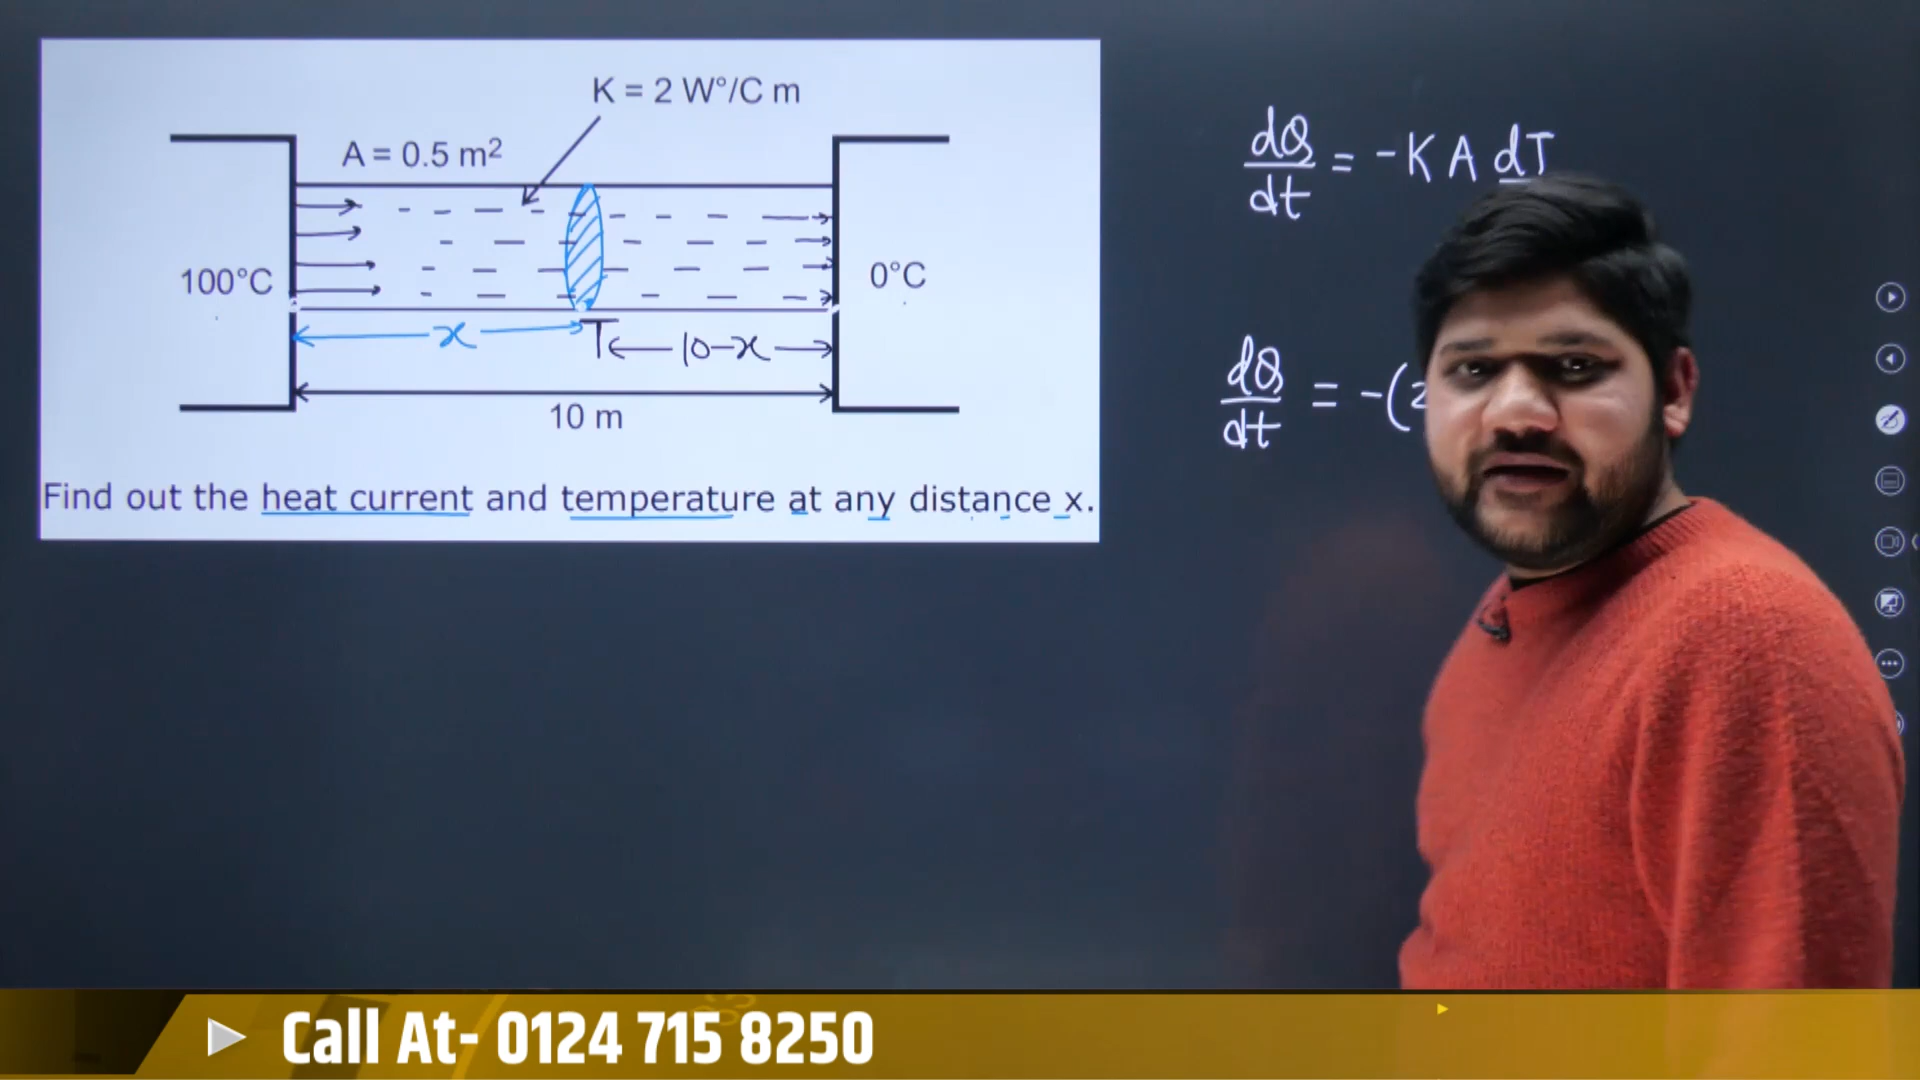 K = 2 W°/C m
A = 0.5 m²
100°C
0°C
x
T
10-x
10 m
Find out the heat current and temperature at any distance x.
dQ/dt = -K A dT
dQ/dt = -(2
Call At- 0124 715 8250